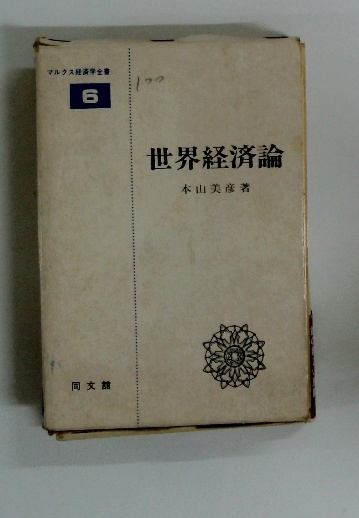 マルクス経済学全書
6
世界経済論
本山美彦著
同文舘